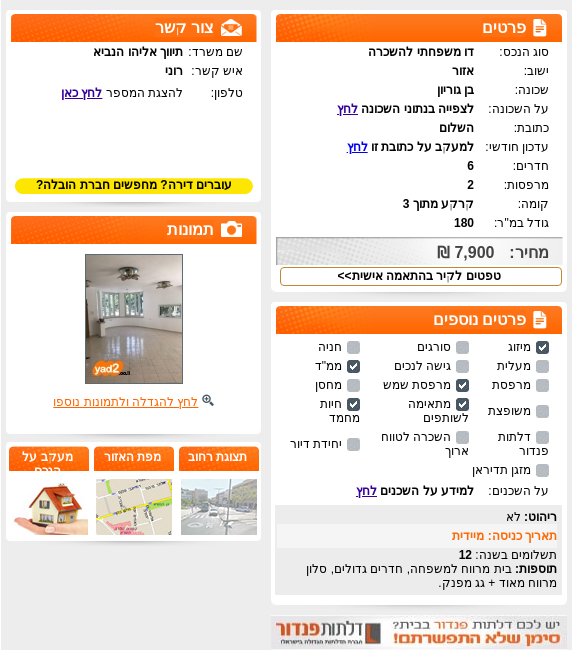 פרטים
סוג הנכס: דו משפחתי להשכרה
ישוב: אזור
שכונה: בן גוריון
על השכונה: לצפייה בנתוני השכונה לחץ
כתובת: השלום
עדכון חודשי: למעקב על כתובת זו לחץ
חדרים: 6
מרפסות: 2
קומה: קרקע מתוך 3
גודל במ"ר: 180
מחיר: 7,900 ₪
טפטים לקיר בהתאמה אישית>>
פרטים נוספים
מיזוג סורגים חניה
מעלית גישה לנכים ממ"ד
מרפסת מרפסת שמש מחסן
משופצת מתאימה לשותפים חיות מחמד
דלתות פנדור השכרה לטווח ארוך יחידת דיור
מזגן תדיראן
על השכנים: למידע על השכנים לחץ
ריהוט: לא
תאריך כניסה: מיידית
תשלומים בשנה: 12
תוספות: בית מרווח למשפחה, חדרים גדולים, סלון
מרווח מאוד + גג מפנק.
יש לכם דלתות פנדור בבית?
סימן שלא התפשרתם!
דלתות פנדור
חברת הדלתות הגדולה בישראל
צור קשר
שם משרד: תיווך אליהו הנביא
איש קשר: רוני
טלפון: להצגת המספר לחץ כאן
עוברים דירה? מחפשים חברת הובלה?
תמונות
yad2.co.il
לחץ להגדלה ולתמונות נוספו
תצוגת רחוב
מפת האזור
מעקב על
הנכס